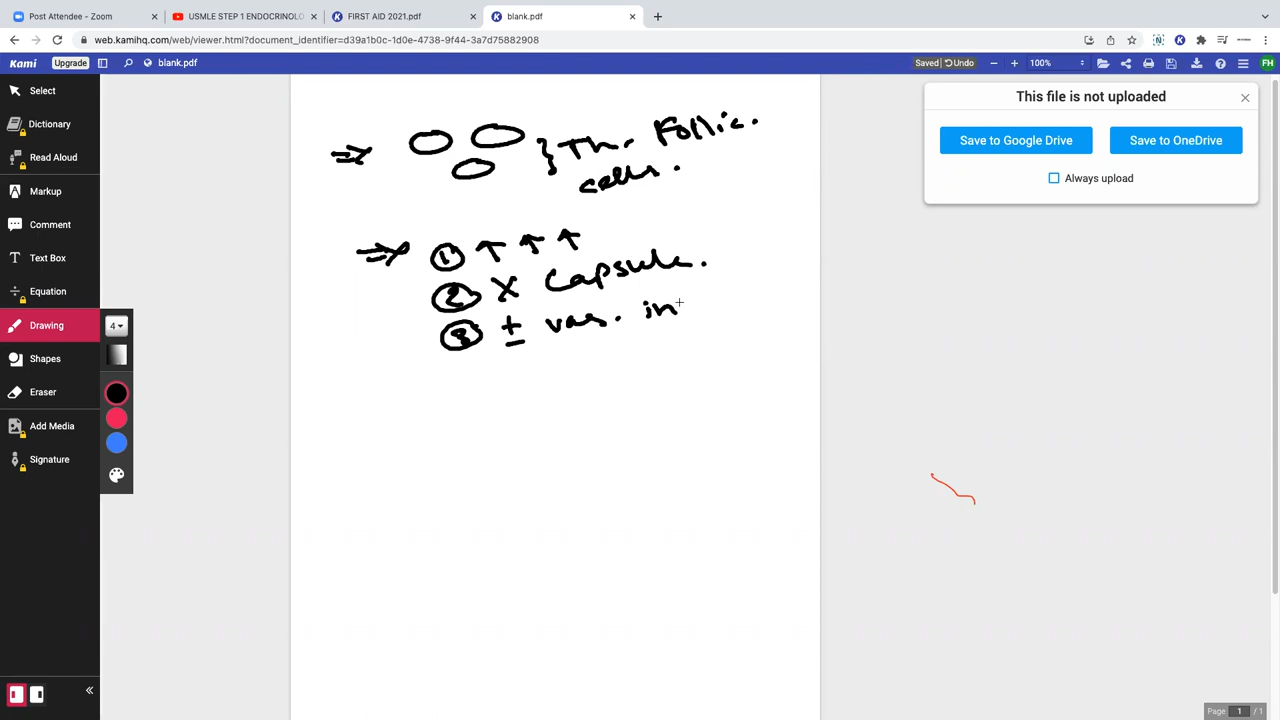 Post Attendee - Zoom
USMLE STEP 1 ENDOCRINOLO
FIRST AID 2021.pdf
blank.pdf
web.kamihq.com/web/viewer.html?document_identifier=d39a1b0c-1d0e-4738-9f44-3a7d75882908
Kami
Upgrade
blank.pdf
Saved
Undo
100%
FH
Select
Dictionary
Read Aloud
Markup
Comment
Text Box
Equation
Drawing
Shapes
Eraser
Add Media
Signature
4
This file is not uploaded
Save to Google Drive
Save to OneDrive
Always upload
⇒ } Th. Follic.
cells.
⇒ ① ↑ ↑ ↑
② X Capsule.
③ ± vas. in
Page 1 / 1